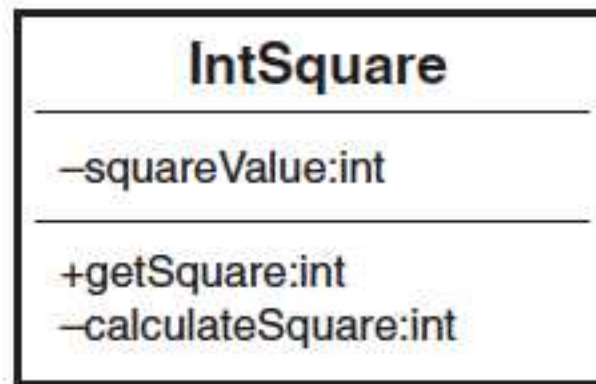 IntSquare
–squareValue:int
+getSquare:int
–calculateSquare:int